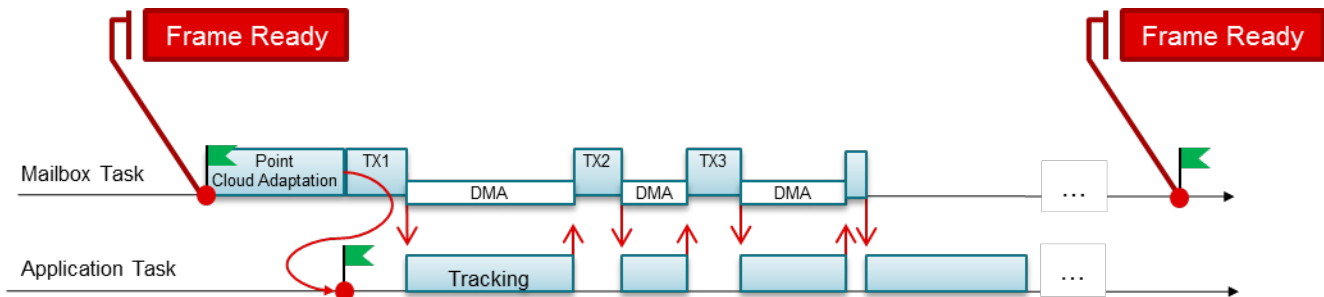 Frame Ready
Frame Ready
Mailbox Task
Point
Cloud Adaptation
TX1
DMA
TX2
DMA
TX3
DMA
...
Application Task
Tracking
...